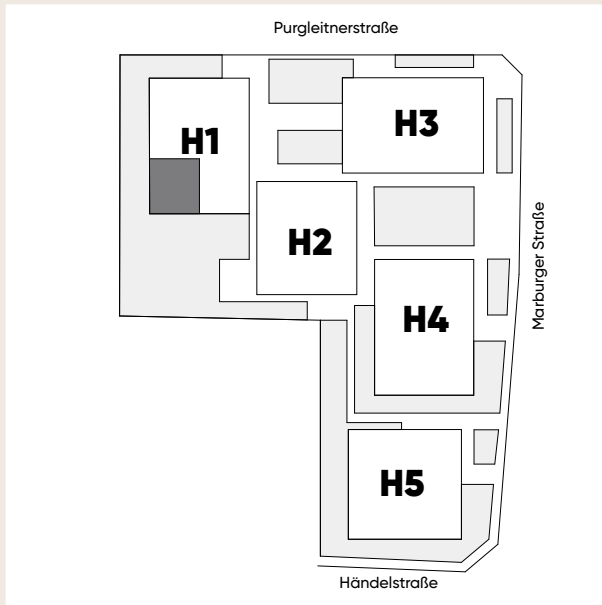 Purgleitnerstraße
H1
H3
H2
Marburger Straße
H4
H5
Händelstraße